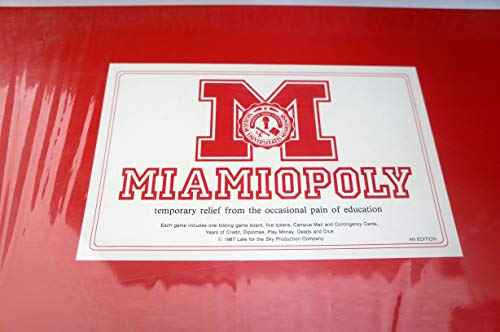 M
MIAMIOPOLY
temporary relief from the occasional pain of education
Each game includes one folding game board, five tokens, Campus Mail and Contingency Cards,
Years of Credit, Diplomas, Play Money, Deeds and Dice.
© 1987 Late for the Sky Production Company
4th EDITION